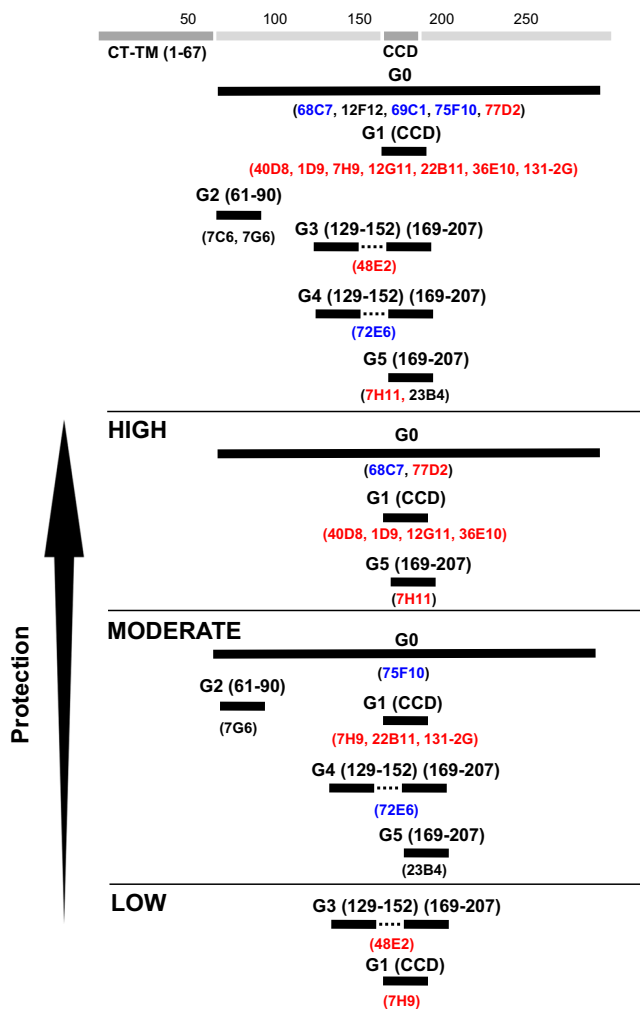 50 100 150 200 250
CT-TM (1-67) CCD
G0
(68C7, 12F12, 69C1, 75F10, 77D2)
G1 (CCD)
(40D8, 1D9, 7H9, 12G11, 22B11, 36E10, 131-2G)
G2 (61-90)
(7C6, 7G6)
G3 (129-152) (169-207)
(48E2)
G4 (129-152) (169-207)
(72E6)
G5 (169-207)
(7H11, 23B4)
HIGH
G0
(68C7, 77D2)
G1 (CCD)
(40D8, 1D9, 12G11, 36E10)
G5 (169-207)
(7H11)
Protection
MODERATE
G0
(75F10)
G2 (61-90)
(7G6)
G1 (CCD)
(7H9, 22B11, 131-2G)
G4 (129-152) (169-207)
(72E6)
G5 (169-207)
(23B4)
LOW
G3 (129-152) (169-207)
(48E2)
G1 (CCD)
(7H9)